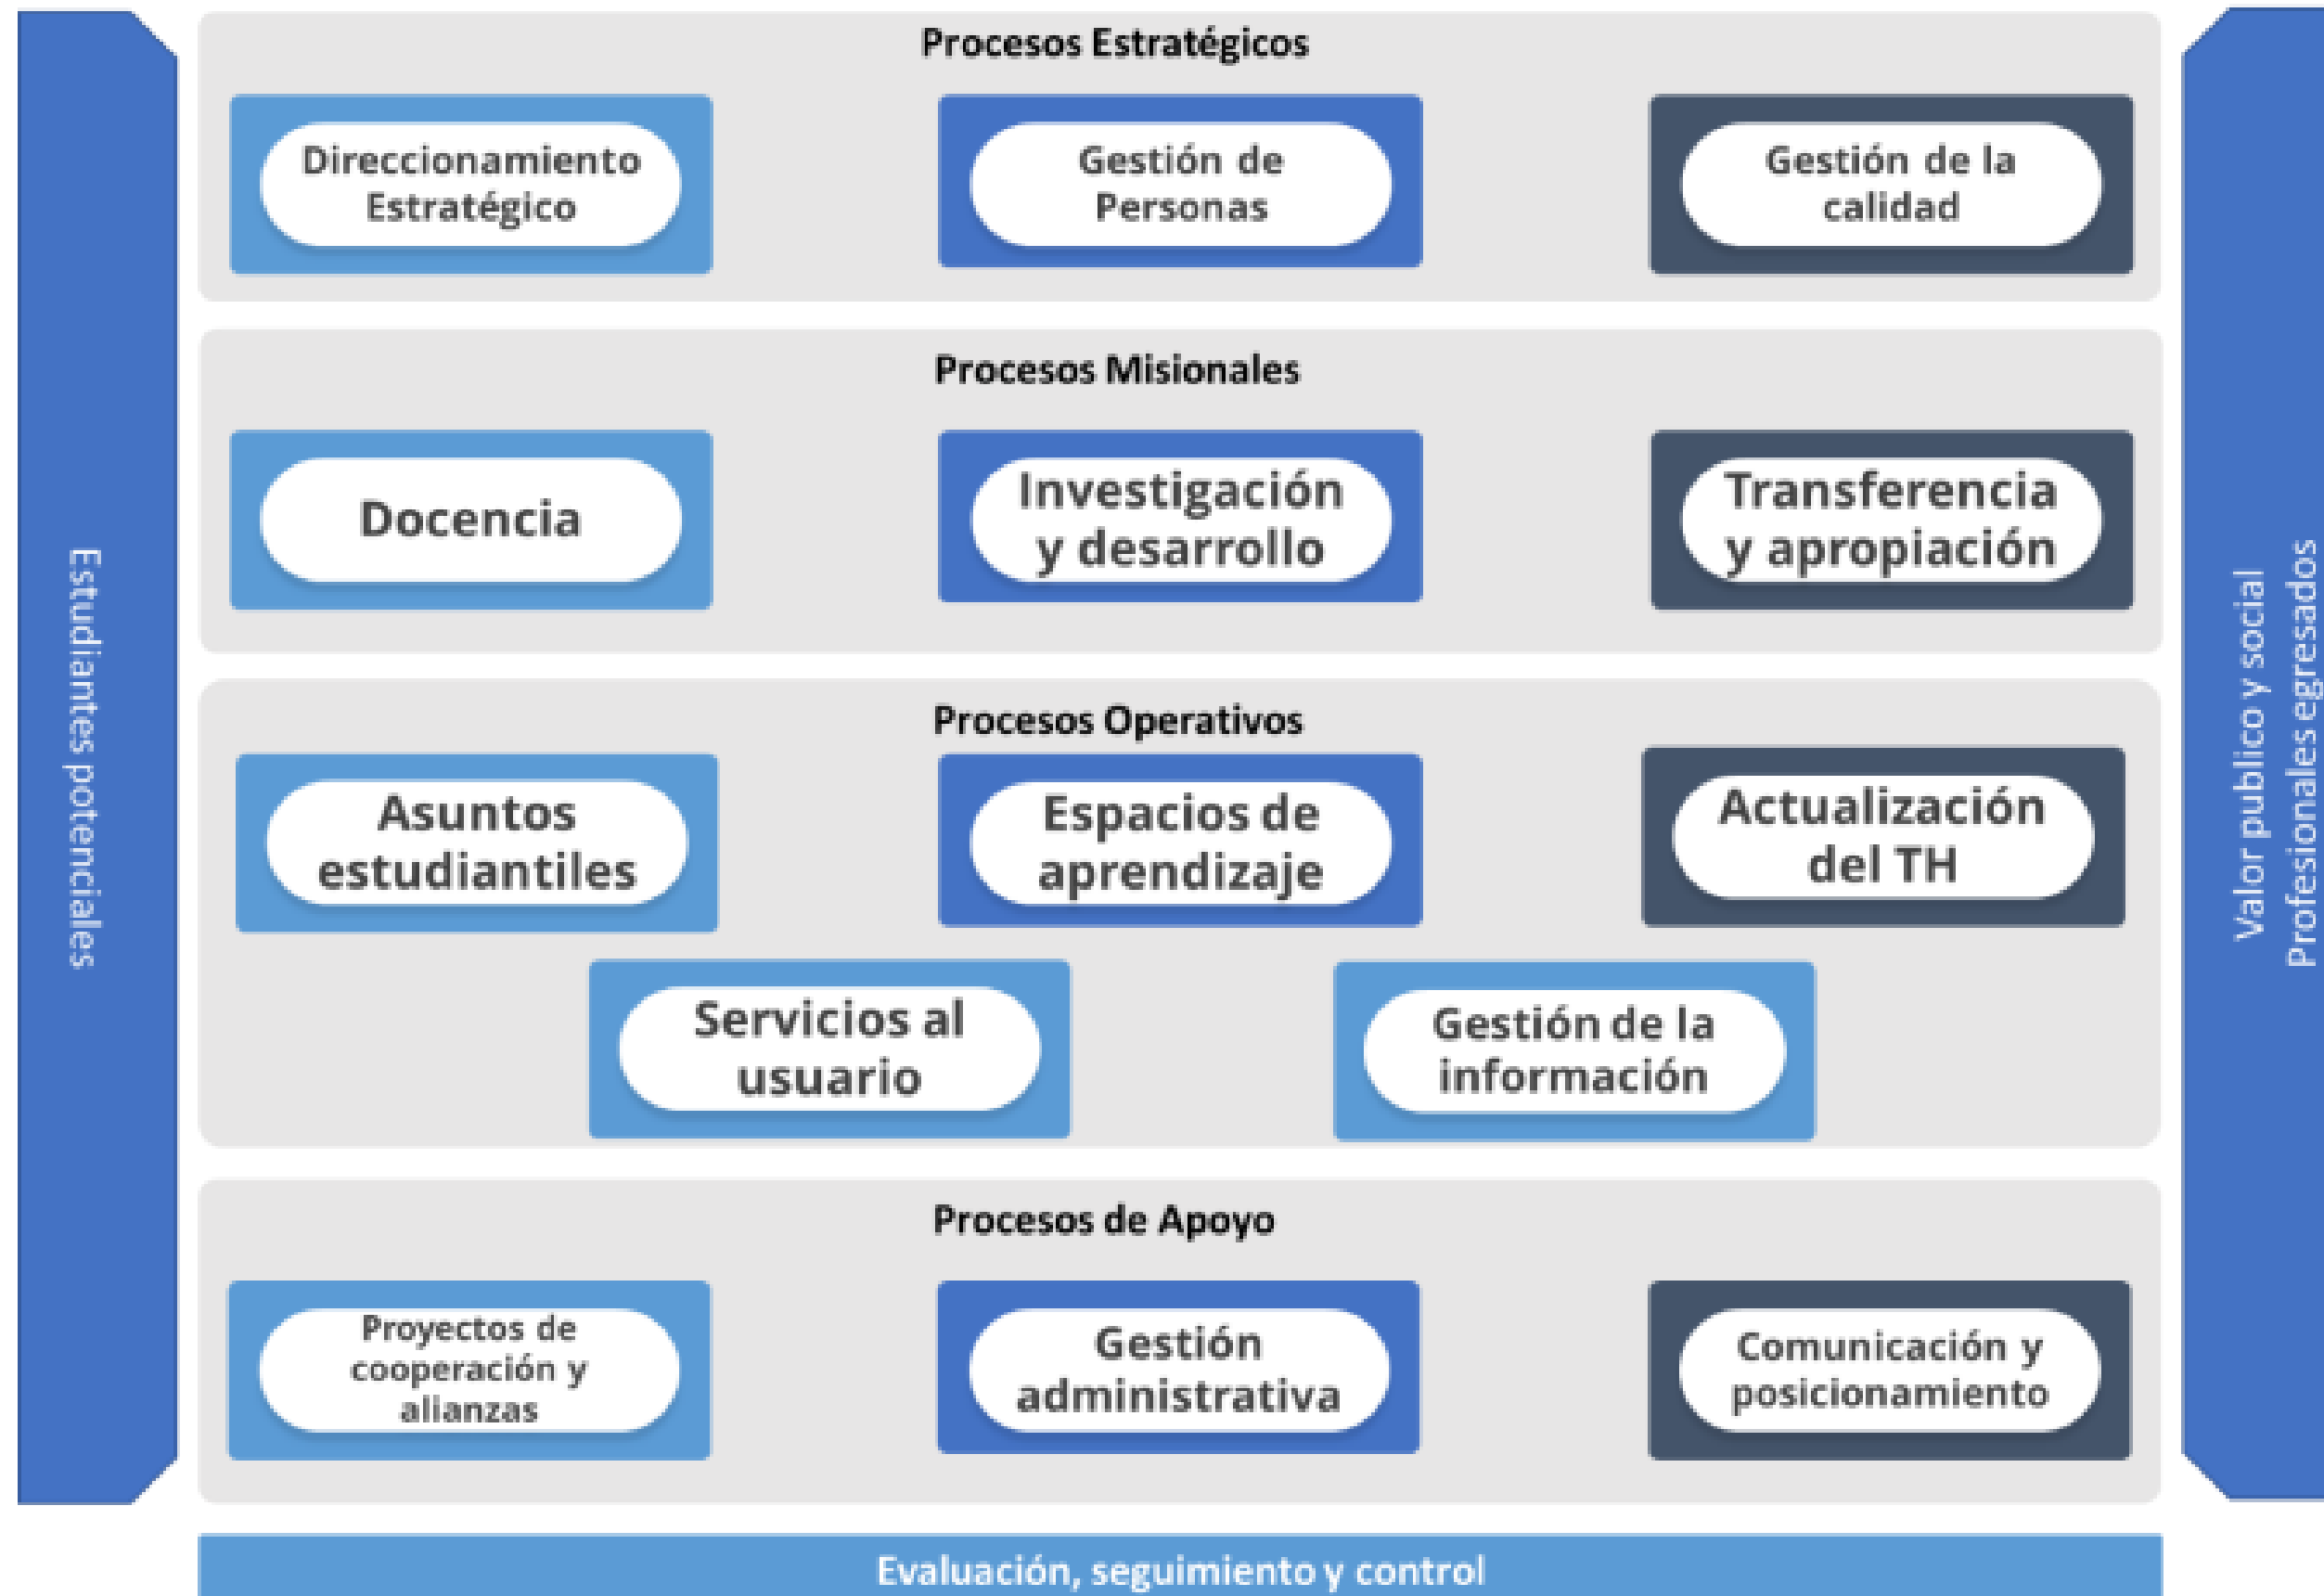 Procesos Estratégicos
Direccionamiento
Estratégico
Gestión de
Personas
Gestión de la
calidad
Procesos Misionales
Docencia
Investigación
y desarrollo
Transferencia
y apropiación
Procesos Operativos
Asuntos
estudiantiles
Espacios de
aprendizaje
Actualización
del TH
Servicios al
usuario
Gestión de la
información
Procesos de Apoyo
Proyectos de
cooperación y
alianzas
Gestión
administrativa
Comunicación y
posicionamiento
Evaluación, seguimiento y control
Estudiantes potenciales
Valor publico y social
Profesionales egresados